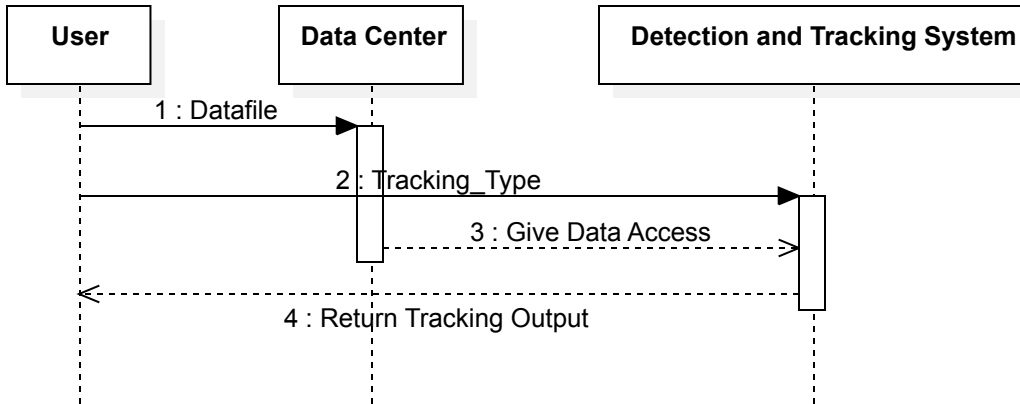 User
Data Center
Detection and Tracking System
1 : Datafile
2 : Tracking_Type
3 : Give Data Access
4 : Return Tracking Output